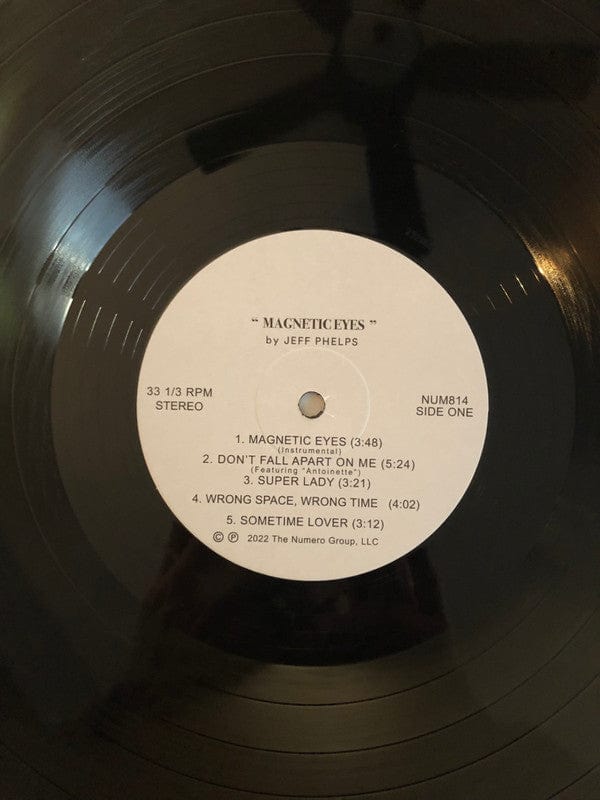 “ MAGNETIC EYES ”
by JEFF PHELPS
33 1/3 RPM
STEREO
NUM814
SIDE ONE
1. MAGNETIC EYES (3:48)
(Instrumental)
2. DON'T FALL APART ON ME (5:24)
(Featuring "Antoinette")
3. SUPER LADY (3:21)
4. WRONG SPACE, WRONG TIME (4:02)
5. SOMETIME LOVER (3:12)
© ℗ 2022 The Numero Group, LLC